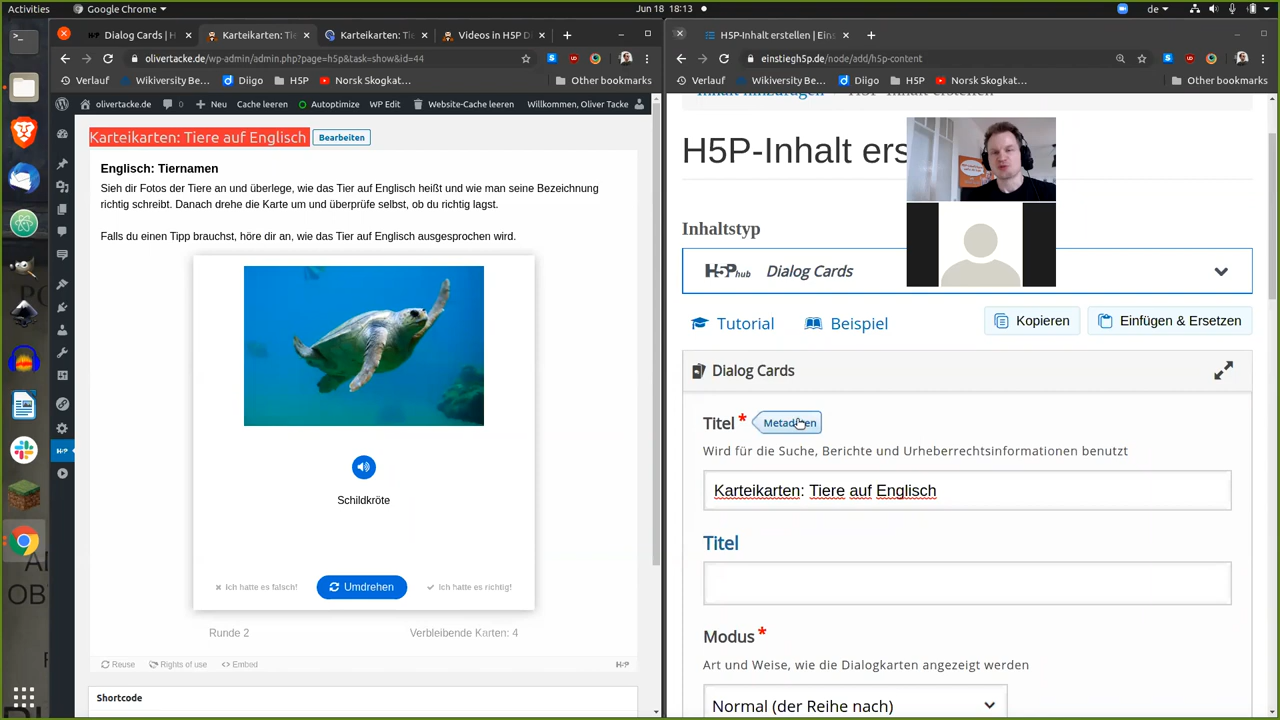 Activities
Google Chrome
Jun 18 18:13
de
Dialog Cards | H
Karteikarten: Tie
Karteikarten: Tie
Videos in H5P D
H5P-Inhalt erstellen | Eins
olivertacke.de/wp-admin/admin.php?page=h5p&task=show&id=44
einstiegh5p.de/node/add/h5p-content
Verlauf
Wikiversity Be
Diigo
H5P
Norsk Skogkat
Other bookmarks
Verlauf
Wikiversity Be
Diigo
H5P
Norsk Skogkat
Other bookmarks
olivertacke.de
0
Neu
Cache leeren
Autoptimize
WP Edit
Website-Cache leeren
Willkommen, Oliver Tacke
Karteikarten: Tiere auf Englisch
Bearbeiten
Englisch: Tiernamen
Sieh dir Fotos der Tiere an und überlege, wie das Tier auf Englisch heißt und wie man seine Bezeichnung
richtig schreibt. Danach drehe die Karte um und überprüfe selbst, ob du richtig lagst.
Falls du einen Tipp brauchst, höre dir an, wie das Tier auf Englisch ausgesprochen wird.
Schildkröte
Ich hatte es falsch!
Umdrehen
Ich hatte es richtig!
Runde 2
Verbleibende Karten: 4
Reuse
Rights of use
<> Embed
H5P
Shortcode
H5P-Inhalt ers
Inhaltstyp
H5P hub Dialog Cards
Tutorial
Beispiel
Kopieren
Einfügen & Ersetzen
Dialog Cards
Titel *
Metadaten
Wird für die Suche, Berichte und Urheberrechtsinformationen benutzt
Karteikarten: Tiere auf Englisch
Titel
Modus *
Art und Weise, wie die Dialogkarten angezeigt werden
Normal (der Reihe nach)